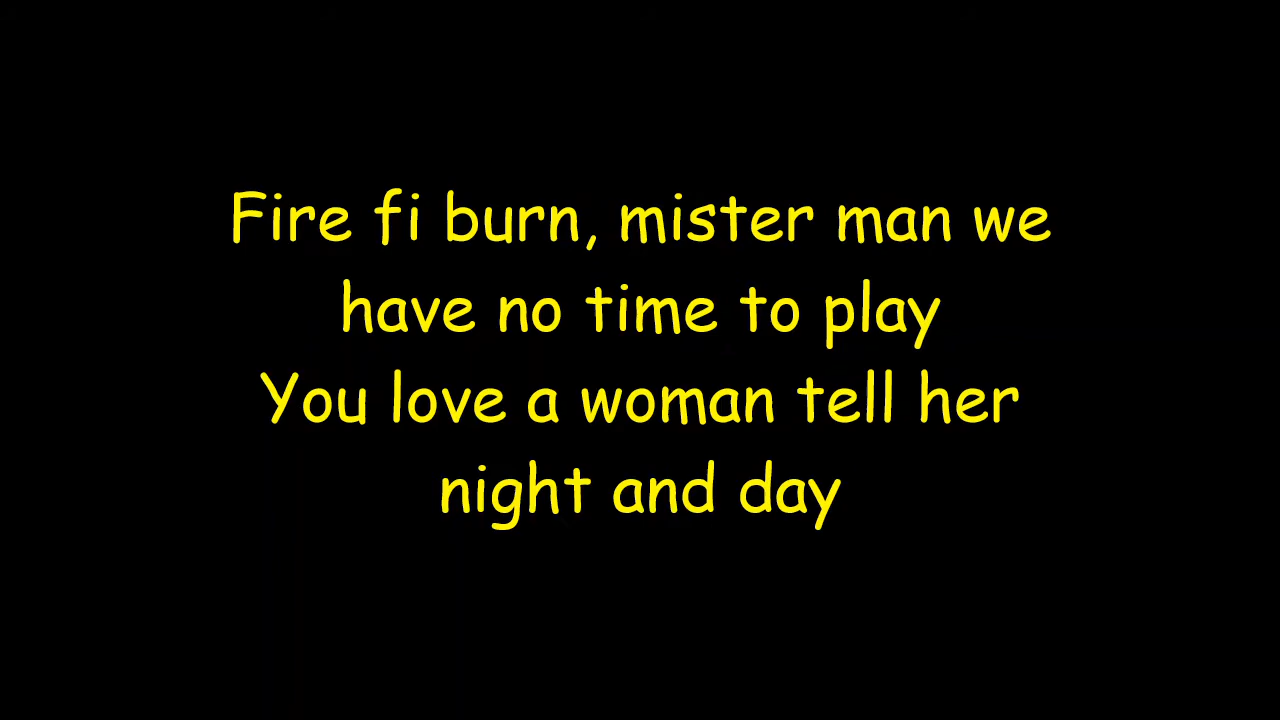 Fire fi burn, mister man we
have no time to play
You love a woman tell her
night and day